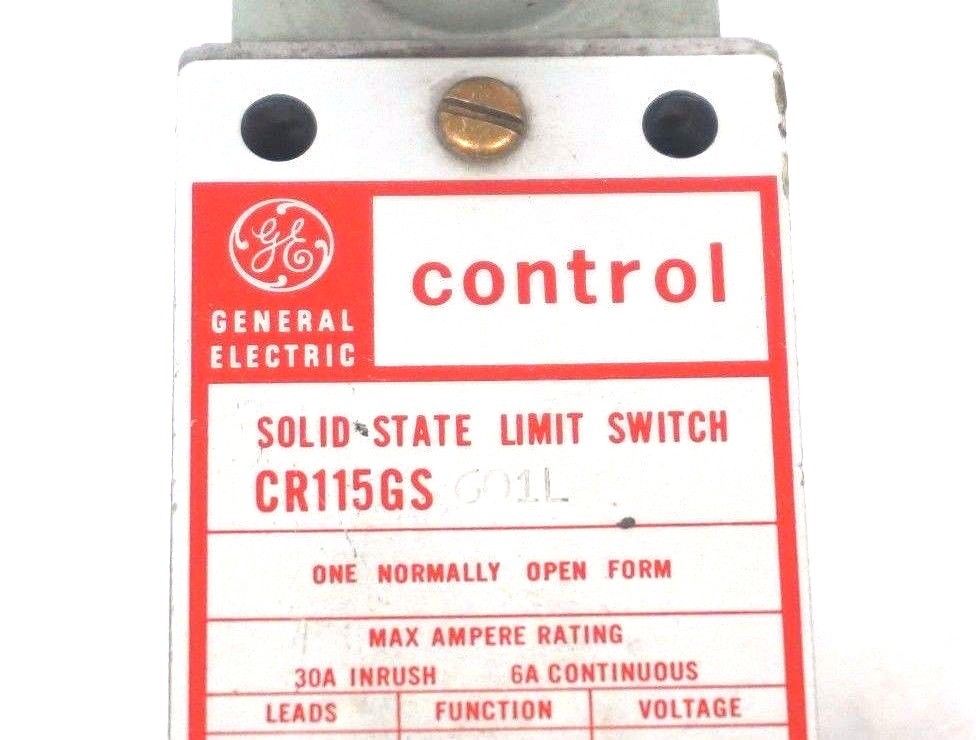 GE
GENERAL
ELECTRIC
control
SOLID-STATE LIMIT SWITCH
CR115GS G01L
ONE NORMALLY OPEN FORM
MAX AMPERE RATING
30A INRUSH 6A CONTINUOUS
LEADS FUNCTION VOLTAGE